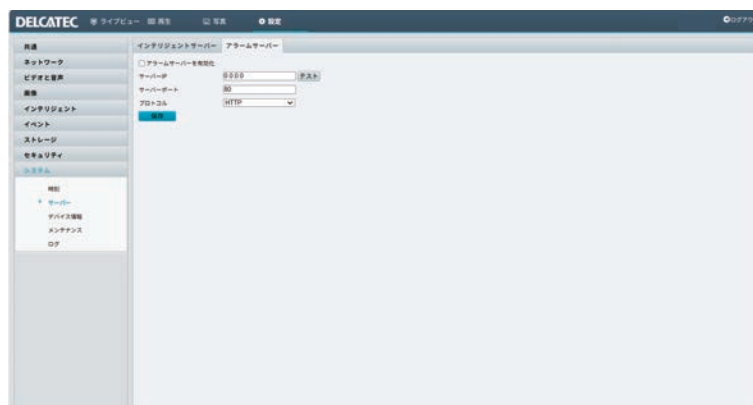 DELCATEC ライブビュー 再生 写真 設定 ログアウ
共通
ネットワーク
ビデオと音声
画像
インテリジェント
イベント
ストレージ
セキュリティ
システム
時刻
サーバー
デバイス情報
メンテナンス
ログ
インテリジェントサーバー アラームサーバー
アラームサーバーを有効化
サーバーIP 0.0.0.0 テスト
サーバーポート 80
プロトコル HTTP
保存